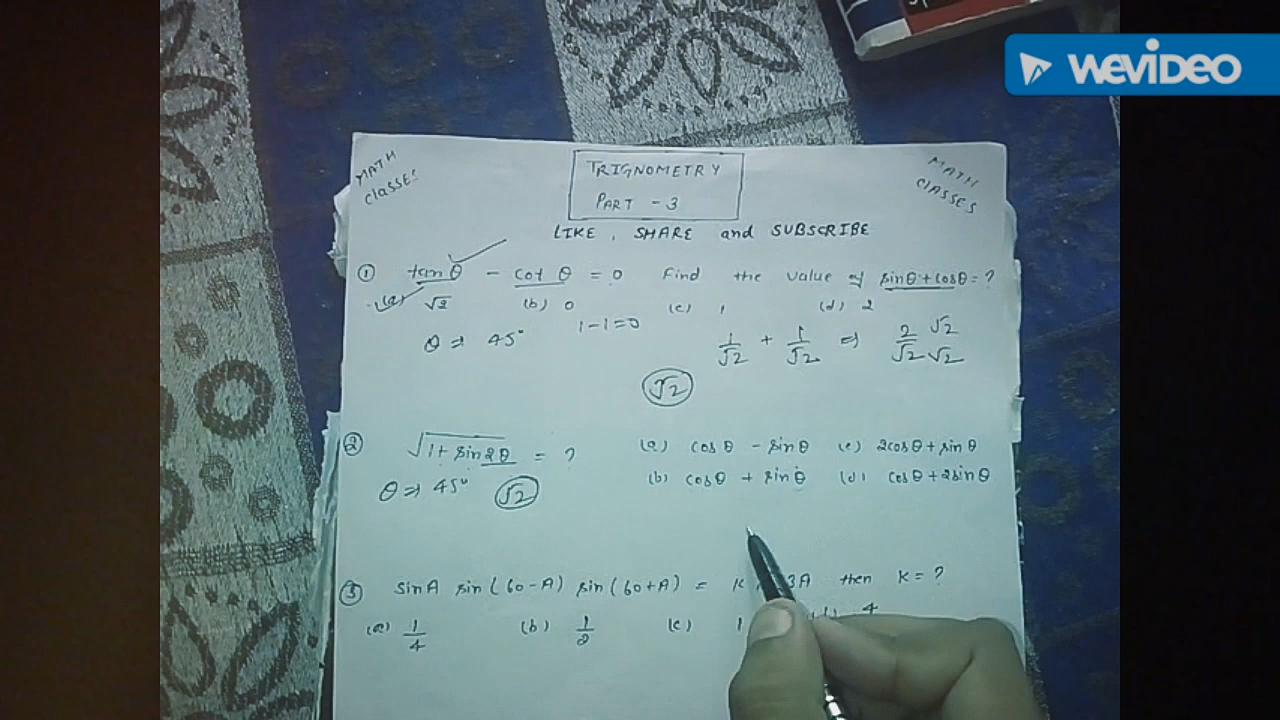 WEVIDEO
MATH CLASSES
TRIGNOMETRY
PART - 3
MATH CLASSES
LIKE, SHARE and SUBSCRIBE
① tanθ - cotθ = 0 Find the value of sinθ+cosθ=?
(a) √2 (b) 0 (c) 1 (d) 2
θ ⇒ 45° 1-1=0 1/√2 + 1/√2 ⇒ 2/√2 √2/√2
√2
② √1+sin2θ = ? (a) cosθ - sinθ (c) 2cosθ+sinθ
θ ⇒ 45° √2 (b) cosθ + sinθ (d) cosθ+2sinθ
③ sinA sin(60-A) sin(60+A) = K 3A then K=?
(a) 1/4 (b) 1/2 (c) 1 4